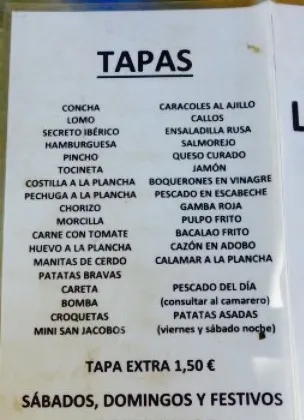 TAPAS
CONCHA CARACOLES AL AJILLO
LOMO CALLOS
SECRETO IBÉRICO ENSALADILLA RUSA
HAMBURGUESA SALMOREJO
PINCHO QUESO CURADO
TOCINETA JAMÓN
COSTILLA A LA PLANCHA BOQUERONES EN VINAGRE
PECHUGA A LA PLANCHA PESCADO EN ESCABECHE
CHORIZO GAMBA ROJA
MORCILLA PULPO FRITO
CARNE CON TOMATE BACALAO FRITO
HUEVO A LA PLANCHA CAZÓN EN ADOBO
MANITAS DE CERDO CALAMAR A LA PLANCHA
PATATAS BRAVAS
CARETA PESCADO DEL DÍA
BOMBA (consultar al camarero)
CROQUETAS PATATAS ASADAS
MINI SAN JACOBOS (viernes y sábado noche)
TAPA EXTRA 1,50 €
SÁBADOS, DOMINGOS Y FESTIVOS